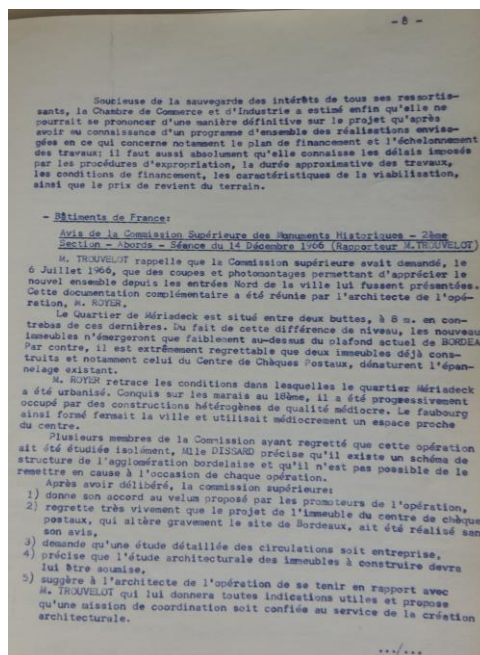 - 8 -
Soucieuse de la sauvegarde des intérêts de tous ses ressortis-
sants, la Chambre de Commerce et d'Industrie a estimé enfin qu'elle ne
pourrait se prononcer d'une manière définitive sur le projet qu'après
avoir eu connaissance d'un programme d'ensemble des réalisations envisa-
gées en ce qui concerne notamment le plan de financement et l'échelonnement
des travaux; il faut aussi absolument qu'elle connaisse les délais imposés
par les procédures d'expropriation, la durée approximative des travaux,
les conditions de financement, les caractéristiques de la viabilisation,
ainsi que le prix de revient du terrain.
- Bâtiments de France:
Avis de la Commission Supérieure des Monuments Historiques - 2ème
Section - Abords - Séance du 14 Décembre 1966 (Rapporteur M.TROUVELOT)
M. TROUVELOT rappelle que la Commission supérieure avait demandé, le
6 Juillet 1966, que des coupes et photomontages permettant d'apprécier le
nouvel ensemble depuis les entrées Nord de la ville lui fussent présentées.
Cette documentation complémentaire a été réunie par l'architecte de l'opé-
ration, M. ROYER.
Le Quartier de Mériadeck est situé entre deux buttes, à 8 m. en con-
trebas de ces dernières. Du fait de cette différence de niveau, les nouveau
immeubles n'émergeront que faiblement au-dessus du plafond actuel de BORDEA
Par contre, il est extrêmement regrettable que deux immeubles déjà cons-
truits et notamment celui du Centre de Chèques Postaux, dénaturent l'épan-
nelage existant.
M. ROYER retrace les conditions dans lesquelles le quartier Mériadeck
a été urbanisé. Conquis sur les marais au 18ème, il a été progressivement
occupé par des constructions hétérogènes de qualité médiocre. Le faubourg
ainsi formé fermait la ville et utilisait médiocrement un espace proche
du centre.
Plusieurs membres de la Commission ayant regretté que cette opération
ait été étudiée isolément, Mlle DISSARD précise qu'il existe un schéma de
structure de l'agglomération bordelaise et qu'il n'est pas possible de le
remettre en cause à l'occasion de chaque opération.
Après avoir délibéré, la commission supérieure:
1) donne son accord au velum proposé par les promoteurs de l'opération,
2) regrette très vivement que le projet de l'immeuble du centre de chèque
postaux, qui altère gravement le site de Bordeaux, ait été réalisé san
son avis,
3) demande qu'une étude détaillée des circulations soit entreprise,
4) précise que l'étude architecturale des immeubles à construire devra
lui être soumise,
5) suggère à l'architecte de l'opération de se tenir en rapport avec
M. TROUVELOT qui lui donnera toutes indications utiles et propose
qu'une mission de coordination soit confiée au service de la création
architecturale.
.../...